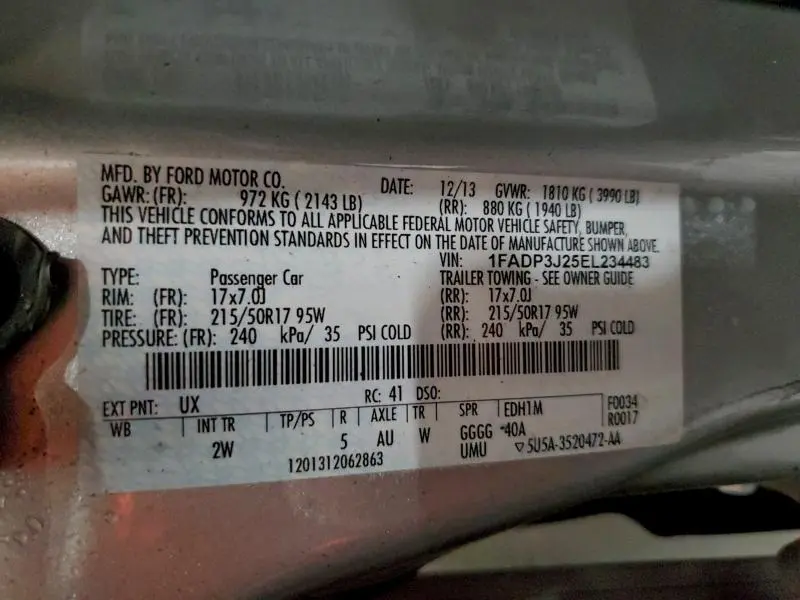 MFD. BY FORD MOTOR CO. DATE: 12/13 GVWR: 1810 KG ( 3990 LB)
GAWR: (FR): 972 KG ( 2143 LB) (RR): 880 KG ( 1940 LB)
THIS VEHICLE CONFORMS TO ALL APPLICABLE FEDERAL MOTOR VEHICLE SAFETY, BUMPER,
AND THEFT PREVENTION STANDARDS IN EFFECT ON THE DATE OF MANUFACTURE SHOWN ABOVE.
VIN: 1FADP3J25EL234483
TYPE: Passenger Car TRAILER TOWING - SEE OWNER GUIDE
RIM: (FR): 17x7.0J (RR): 17x7.0J
TIRE: (FR): 215/50R17 95W (RR): 215/50R17 95W
PRESSURE: (FR): 240 kPa/ 35 PSI COLD (RR): 240 kPa/ 35 PSI COLD
EXT PNT: UX RC: 41 DSO: F0034
WB INT TR TP/PS R AXLE TR SPR EDH1M R0017
2W 5 AU W GGGG *40A
1201312062863 UMU ▽5U5A-3520472-AA